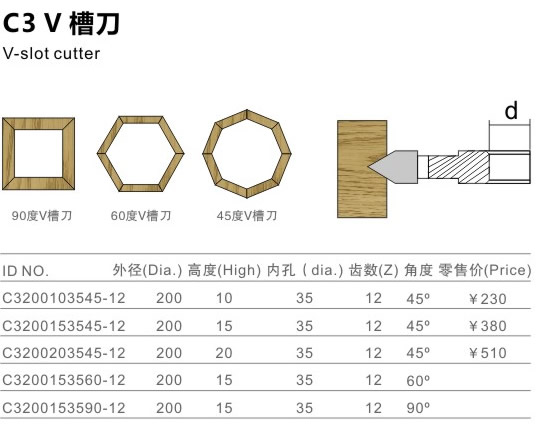 C3 V 槽刀
V-slot cutter
d
90度V槽刀 60度V槽刀 45度V槽刀
ID NO. 外径(Dia.) 高度(High) 内孔（dia.) 齿数(Z) 角度 零售价(Price)
C3200103545-12 200 10 35 12 45º ￥230
C3200153545-12 200 15 35 12 45º ￥380
C3200203545-12 200 20 35 12 45º ￥510
C3200153560-12 200 15 35 12 60º
C3200153590-12 200 15 35 12 90º